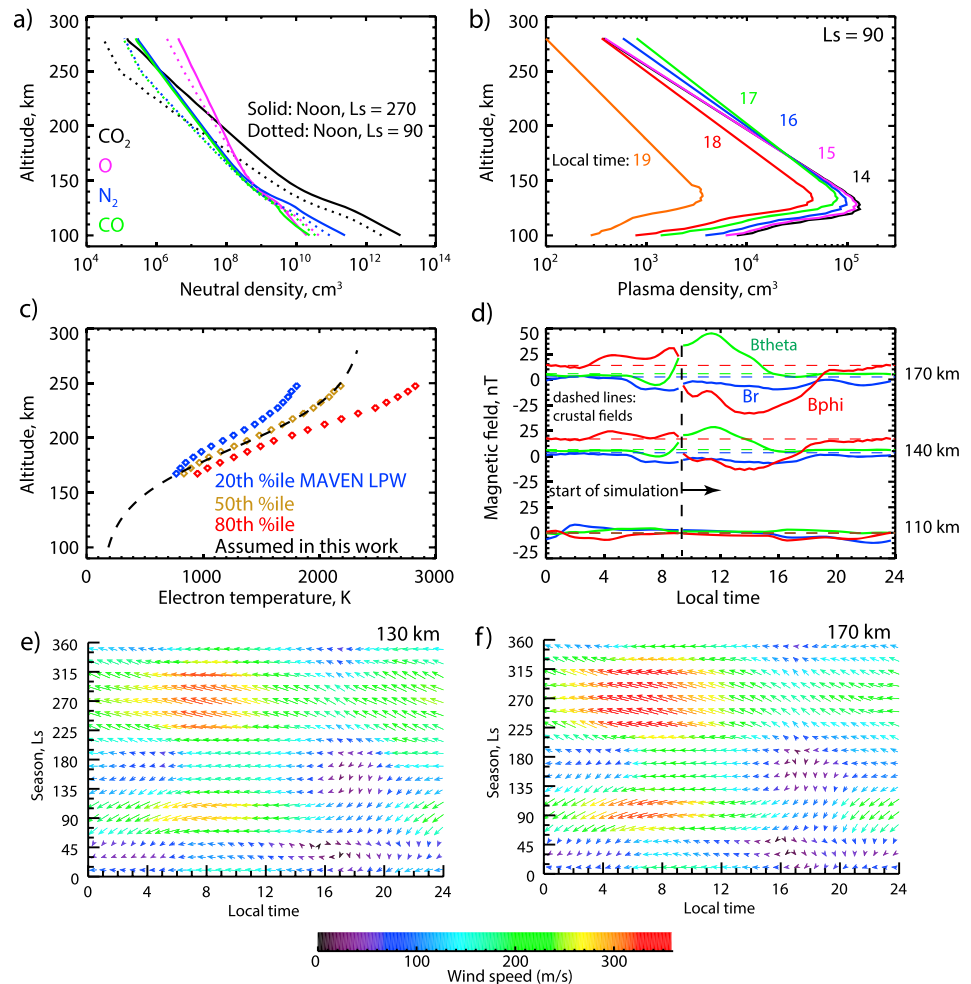 a)
300
250
200
150
100
Altitude, km
CO2
O
N2
CO
Solid: Noon, Ls = 270
Dotted: Noon, Ls = 90
10^4 10^6 10^8 10^10 10^12 10^14
Neutral density, cm3
b)
Ls = 90
300
250
200
150
100
Altitude, km
17
16
18
15
Local time: 19
14
10^2 10^3 10^4 10^5
Plasma density, cm3
c)
300
250
200
150
100
Altitude, km
20th %ile MAVEN LPW
50th %ile
80th %ile
Assumed in this work
0 1000 2000 3000
Electron temperature, K
d)
Magnetic field, nT
50
25
0
-25
25
0
-25
25
0
-25
Btheta
170 km
dashed lines:
crustal fields
Br
Bphi
140 km
start of simulation
110 km
0 4 8 12 16 20 24
Local time
e)
130 km
360
315
270
225
180
135
90
45
0
Season, Ls
0 4 8 12 16 20 24
Local time
f)
170 km
360
315
270
225
180
135
90
45
0
Season, Ls
0 4 8 12 16 20 24
Local time
0 100 200 300
Wind speed (m/s)